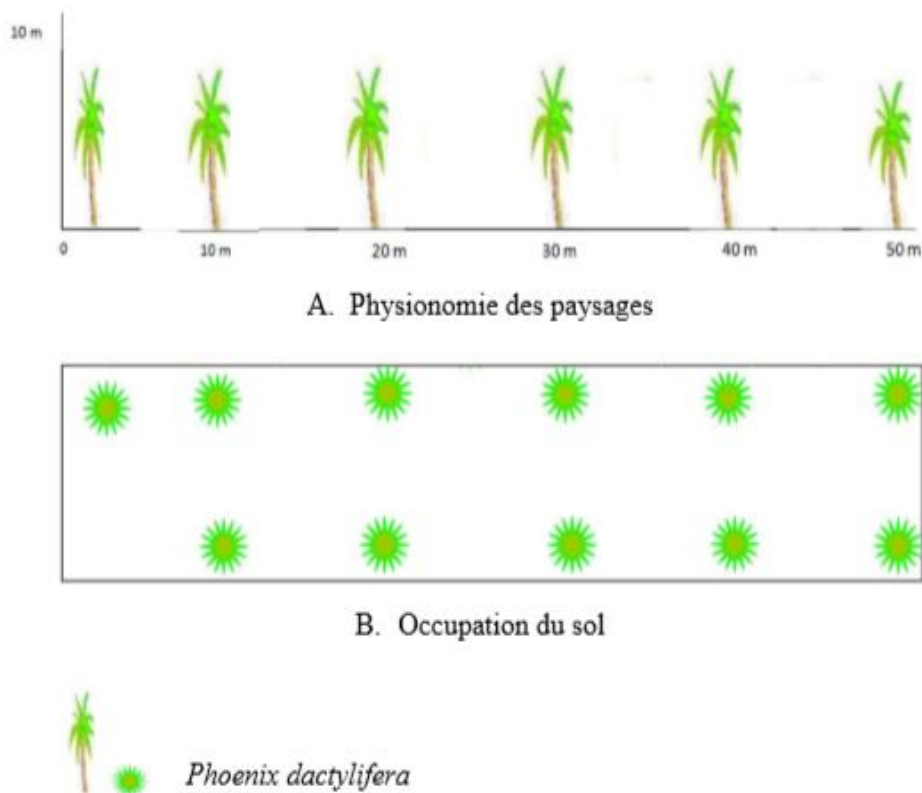 10 m
0 10 m 20 m 30 m 40 m 50 m
A. Physionomie des paysages
B. Occupation du sol
Phoenix dactylifera